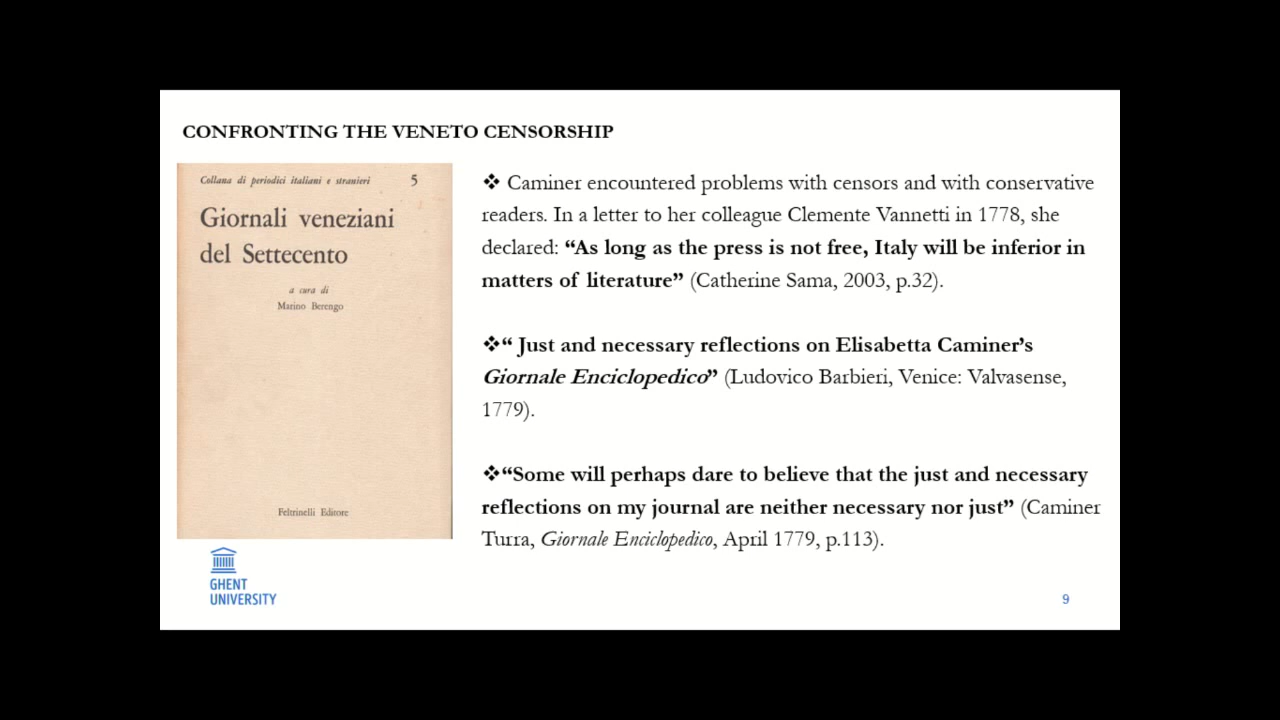 CONFRONTING THE VENETO CENSORSHIP
Collana di periodici italiani e stranieri 5
Giornali veneziani
del Settecento
a cura di
Marino Berengo
Feltrinelli Editore
❖ Caminer encountered problems with censors and with conservative
readers. In a letter to her colleague Clemente Vannetti in 1778, she
declared: “As long as the press is not free, Italy will be inferior in
matters of literature” (Catherine Sama, 2003, p.32).
❖“ Just and necessary reflections on Elisabetta Caminer’s
Giornale Enciclopedico” (Ludovico Barbieri, Venice: Valvasense,
1779).
❖“Some will perhaps dare to believe that the just and necessary
reflections on my journal are neither necessary nor just” (Caminer
Turra, Giornale Enciclopedico, April 1779, p.113).
GHENT
UNIVERSITY
9